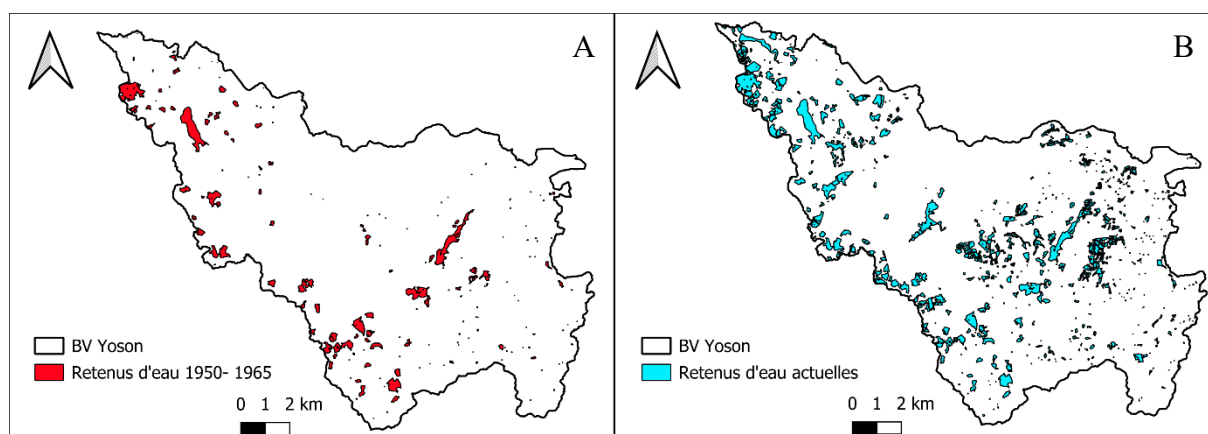 A
BV Yoson
Retenus d'eau 1950- 1965
0 1 2 km
B
BV Yoson
Retenus d'eau actuelles
0 1 2 km